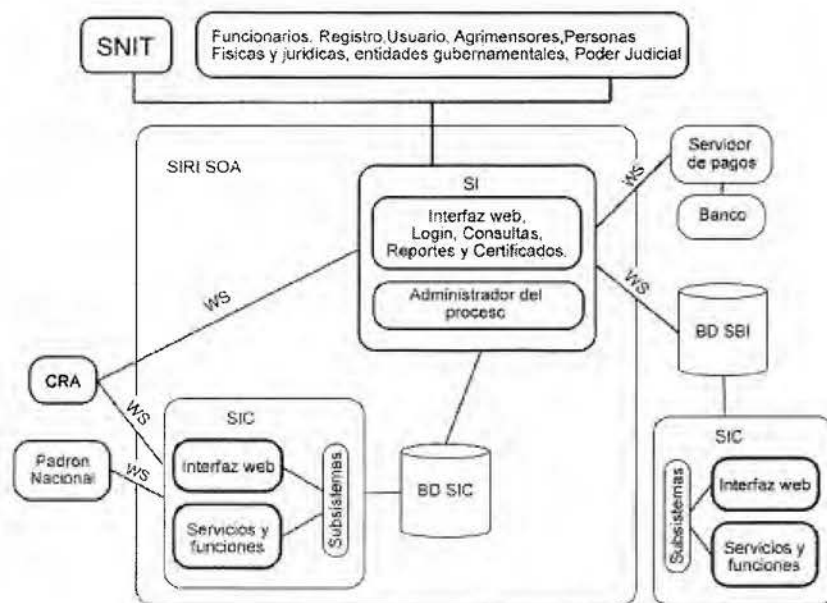 SNIT
Funcionarios. Registro,Usuario, Agrimensores,Personas
Fisicas y juridicas, entidades gubernamentales, Poder Judicial
SIRI SOA
SI
Interfaz web,
Login, Consultas,
Reportes y Certificados.
Administrador del
proceso
WS
Servidor
de pagos
Banco
WS
BD SBI
WS
CRA
WS
Padron
Nacional
WS
SIC
Interfaz web
Servicios y
funciones
Subsistemas
BD SIC
SIC
Subsistemas
Interfaz web
Servicios y
funciones